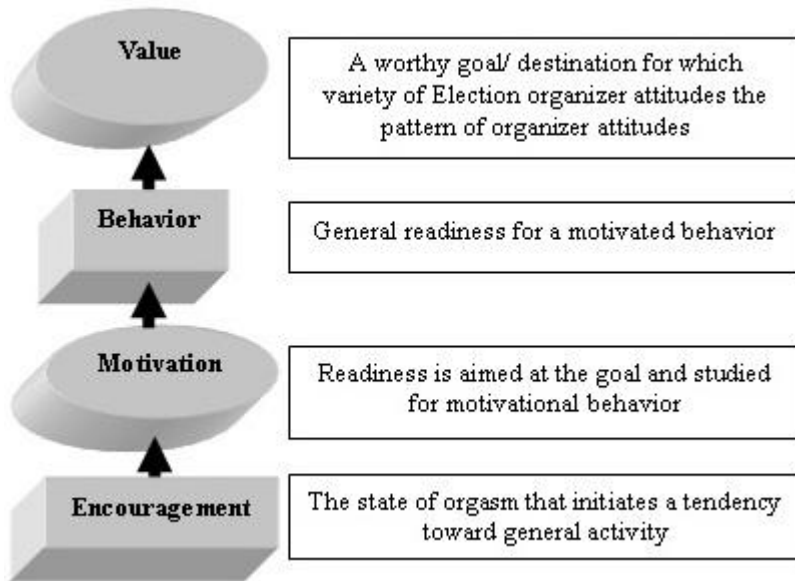 Value
A worthy goal/ destination for which
variety of Election organizer attitudes the
pattern of organizer attitudes
Behavior
General readiness for a motivated behavior
Motivation
Readiness is aimed at the goal and studied
for motivational behavior
Encouragement
The state of orgasm that initiates a tendency
toward general activity